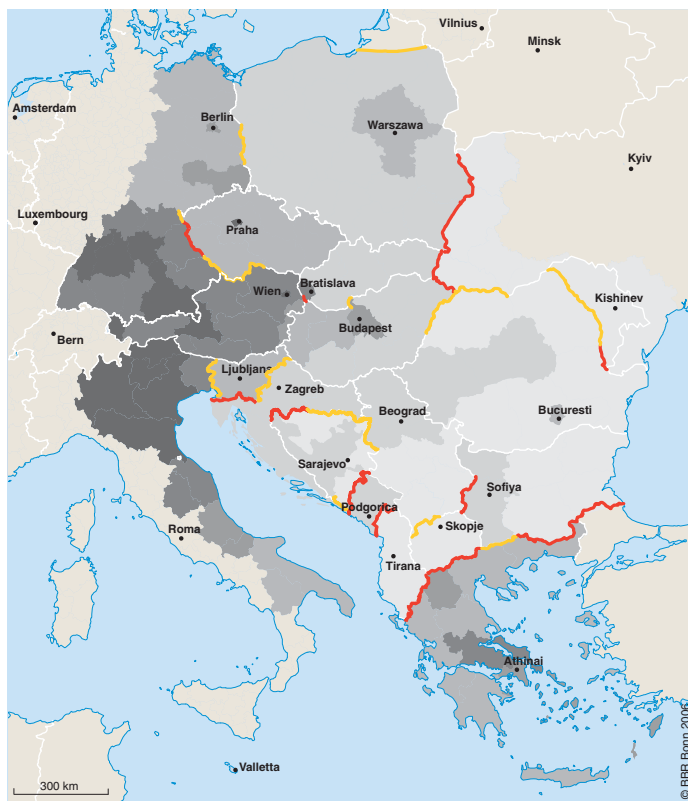 Vilnius
Minsk
Amsterdam
Berlin
Warszawa
Kyiv
Luxembourg
Praha
Wien
Bratislava
Kishinev
Budapest
Bern
Ljubljana
Zagreb
Beograd
Bucuresti
Sarajevo
Sofiya
Podgorica
Skopje
Roma
Tirana
Athinai
Valletta
300 km
© BBR Bonn 2006